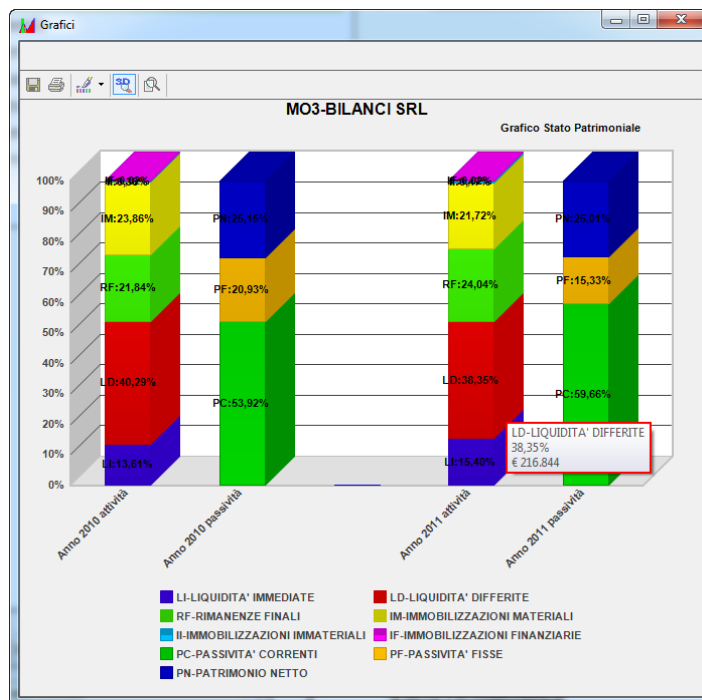 Grafici
3D
MO3-BILANCI SRL
Grafico Stato Patrimoniale
100%
90%
80%
70%
60%
50%
40%
30%
20%
10%
0%
IM:23,86%
RF:21,84%
LD:40,29%
LI:13,61%
PN:25,15%
PF:20,93%
PC:53,92%
IM:21,72%
RF:24,04%
LD:38,35%
LI:15,40%
PN:25,01%
PF:15,33%
PC:59,66%
LD-LIQUIDITA' DIFFERITE
38,35%
€ 216.844
Anno 2010 attività
Anno 2010 passività
Anno 2011 attività
Anno 2011 passività
LI-LIQUIDITA' IMMEDIATE
LD-LIQUIDITA' DIFFERITE
RF-RIMANENZE FINALI
IM-IMMOBILIZZAZIONI MATERIALI
II-IMMOBILIZZAZIONI IMMATERIALI
IF-IMMOBILIZZAZIONI FINANZIARIE
PC-PASSIVITA' CORRENTI
PF-PASSIVITA' FISSE
PN-PATRIMONIO NETTO